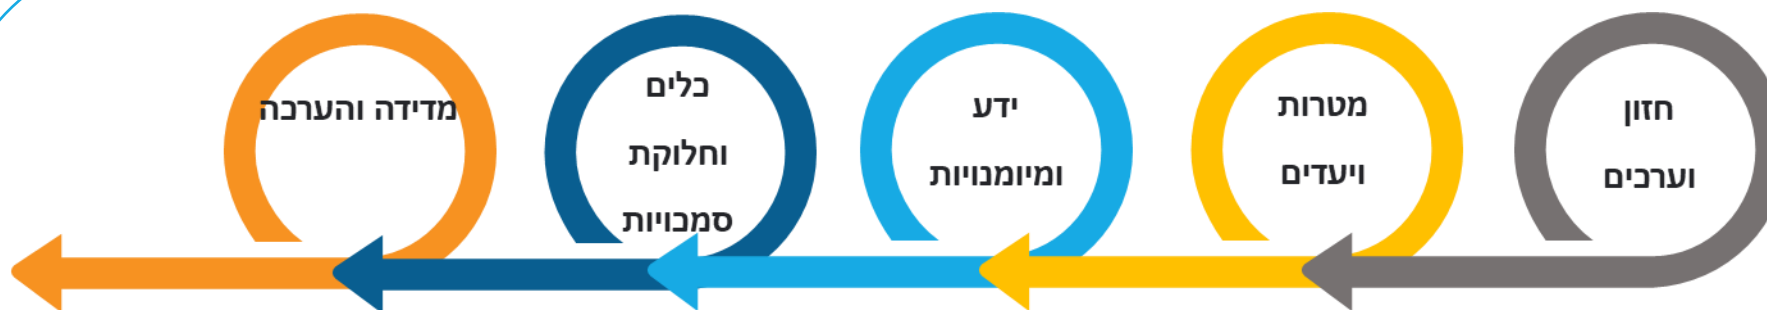 חזון
וערכים
מטרות
ויעדים
ידע
ומיומנויות
כלים
וחלוקת
סמכויות
מדידה והערכה